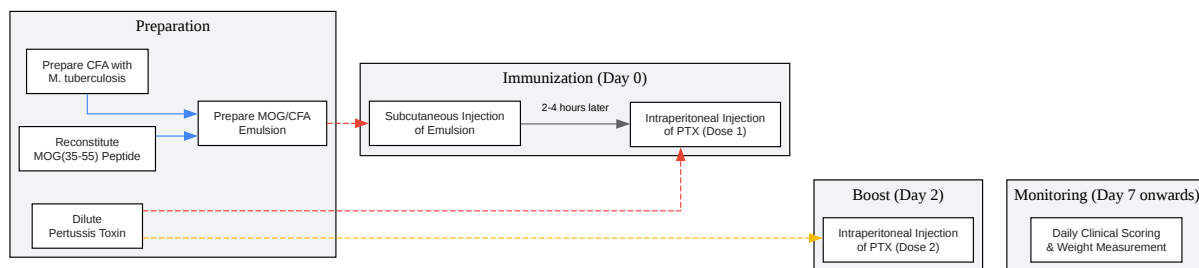 Preparation
Prepare CFA with
M. tuberculosis
Reconstitute
MOG(35-55) Peptide
Prepare MOG/CFA
Emulsion
Dilute
Pertussis Toxin
Immunization (Day 0)
Subcutaneous Injection
of Emulsion
2-4 hours later
Intraperitoneal Injection
of PTX (Dose 1)
Boost (Day 2)
Intraperitoneal Injection
of PTX (Dose 2)
Monitoring (Day 7 onwards)
Daily Clinical Scoring
& Weight Measurement